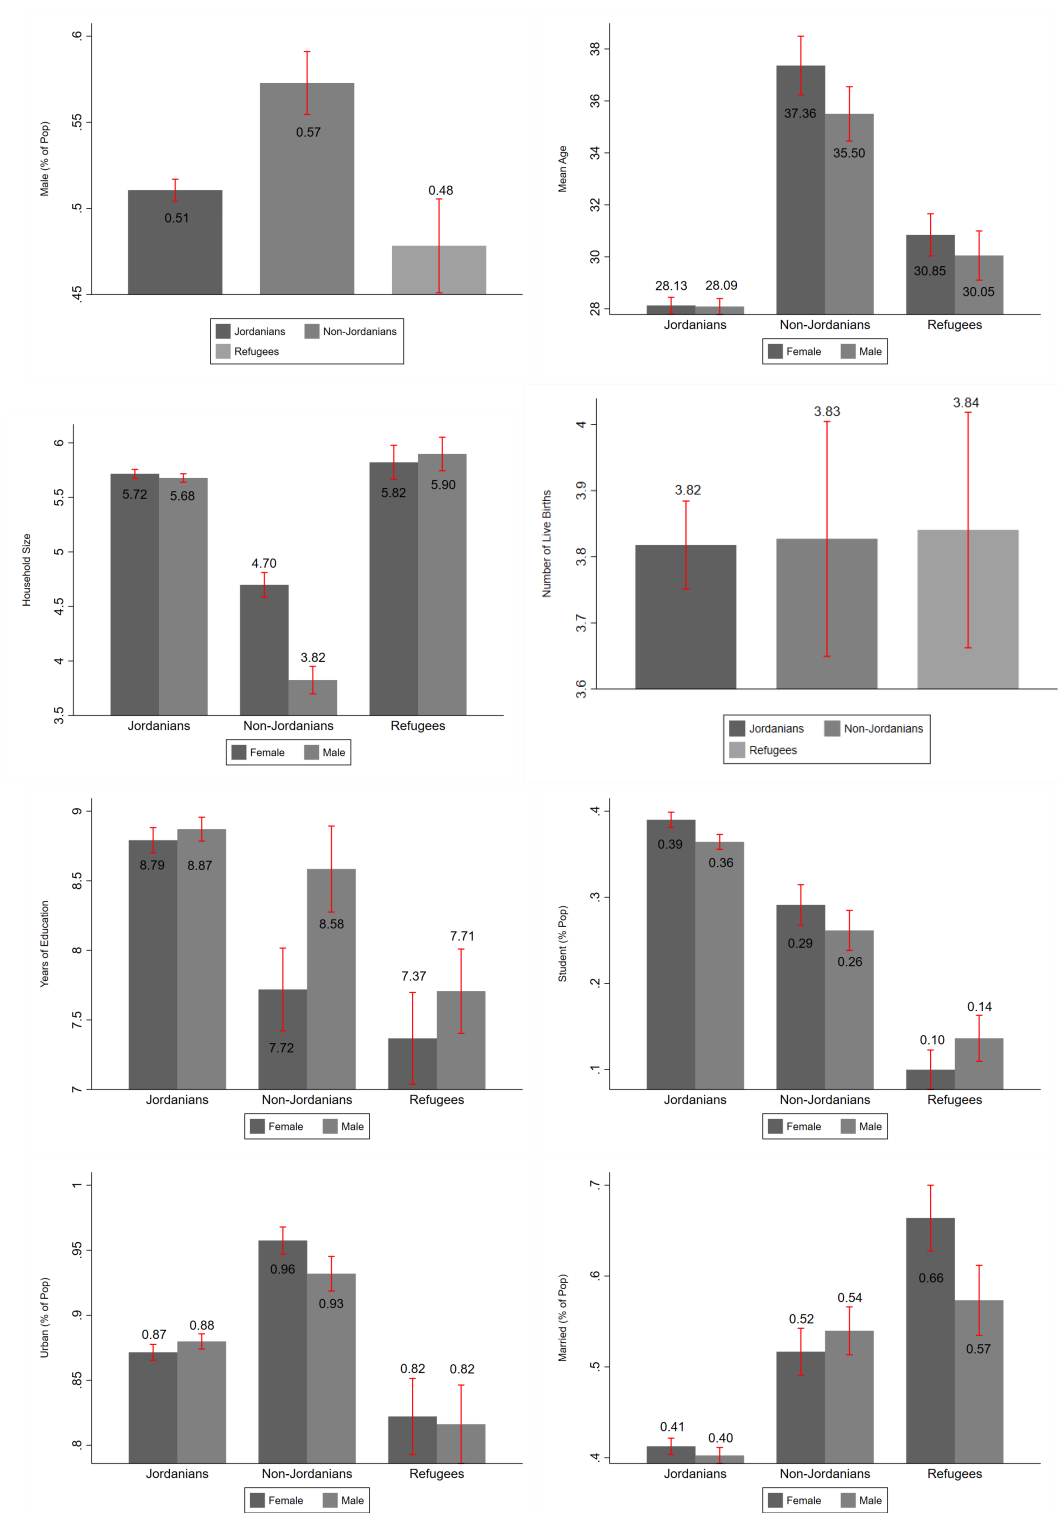 Male (% of Pop)
.6
.55
.5
.45
0.51
0.57
0.48
Jordanians
Non-Jordanians
Refugees
Mean Age
38
36
34
32
30
28
28.13
28.09
37.36
35.50
30.85
30.05
Jordanians
Non-Jordanians
Refugees
Female
Male
Household Size
6
5.5
5
4.5
4
3.5
5.72
5.68
4.70
3.82
5.82
5.90
Jordanians
Non-Jordanians
Refugees
Female
Male
Number of Live Births
4
3.9
3.8
3.7
3.6
3.82
3.83
3.84
Jordanians
Non-Jordanians
Refugees
Years of Education
9
8.5
8
7.5
7
8.79
8.87
7.72
8.58
7.37
7.71
Jordanians
Non-Jordanians
Refugees
Female
Male
Student (% Pop)
.4
.3
.2
.1
0.39
0.36
0.29
0.26
0.10
0.14
Jordanians
Non-Jordanians
Refugees
Female
Male
Urban (% of Pop)
1
.95
.9
.85
.8
0.87
0.88
0.96
0.93
0.82
0.82
Jordanians
Non-Jordanians
Refugees
Female
Male
Married (% of Pop)
.7
.6
.5
.4
0.41
0.40
0.52
0.54
0.66
0.57
Jordanians
Non-Jordanians
Refugees
Female
Male